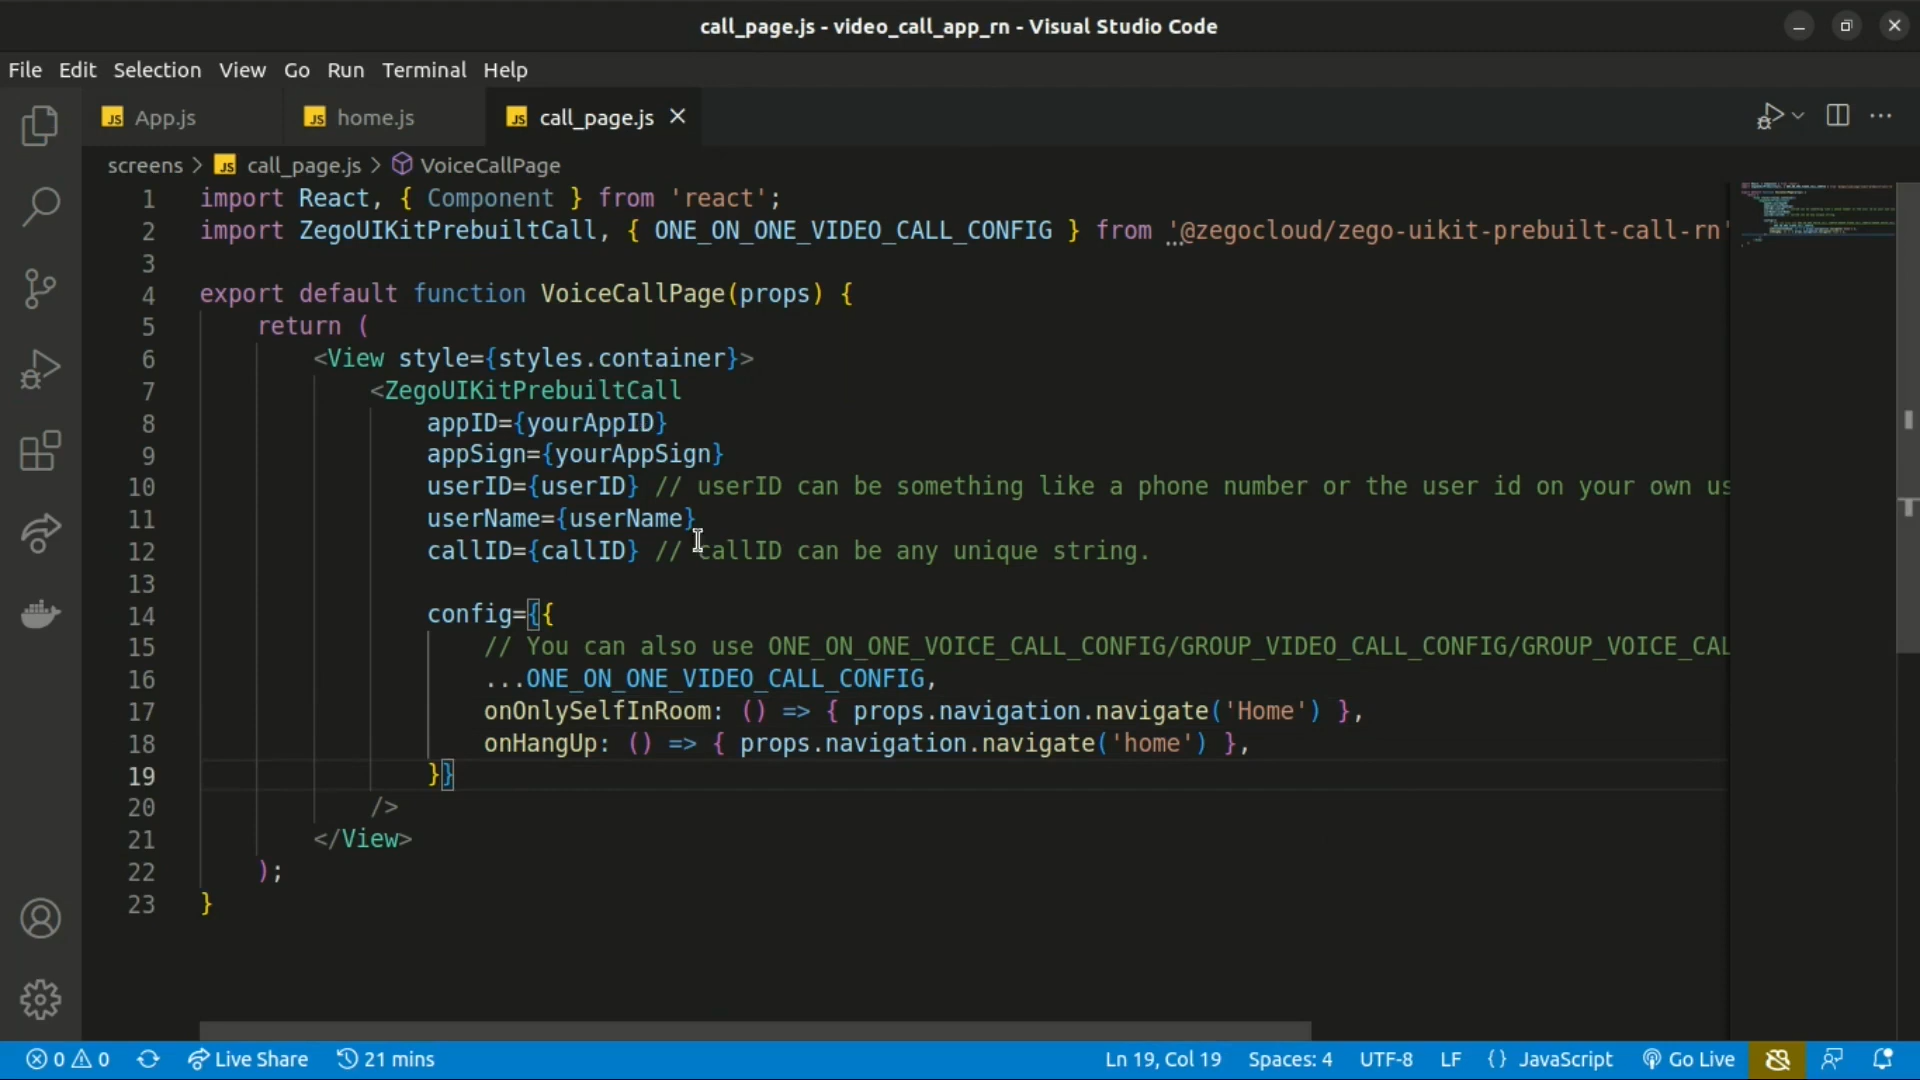 call_page.js - video_call_app_rn - Visual Studio Code
File Edit Selection View Go Run Terminal Help
JS App.js JS home.js JS call_page.js
screens > JS call_page.js > VoiceCallPage
1 import React, { Component } from 'react';
2 import ZegoUIKitPrebuiltCall, { ONE_ON_ONE_VIDEO_CALL_CONFIG } from '@zegocloud/zego-uikit-prebuilt-call-rn'
3
4 export default function VoiceCallPage(props) {
5 return (
6 <View style={styles.container}>
7 <ZegoUIKitPrebuiltCall
8 appID={yourAppID}
9 appSign={yourAppSign}
10 userID={userID} // userID can be something like a phone number or the user id on your own us
11 userName={userName}
12 callID={callID} // callID can be any unique string.
13
14 config={{
15 // You can also use ONE_ON_ONE_VOICE_CALL_CONFIG/GROUP_VIDEO_CALL_CONFIG/GROUP_VOICE_CAL
16 ...ONE_ON_ONE_VIDEO_CALL_CONFIG,
17 onOnlySelfInRoom: () => { props.navigation.navigate('Home') },
18 onHangUp: () => { props.navigation.navigate('home') },
19 }}
20 />
21 </View>
22 );
23 }
0 0 Live Share 21 mins Ln 19, Col 19 Spaces: 4 UTF-8 LF {} JavaScript Go Live